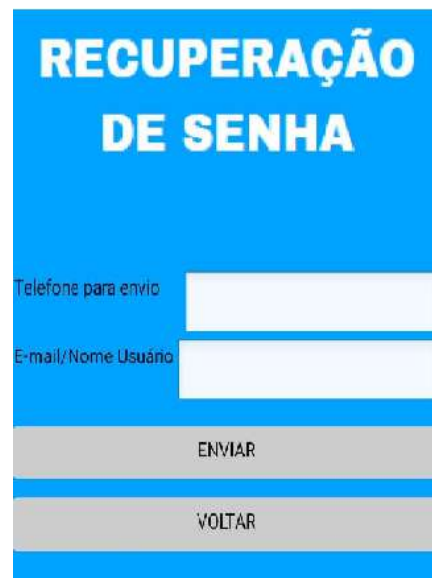 RECUPERAÇÃO
DE SENHA
Telefone para envio
E-mail/Nome Usuário
ENVIAR
VOLTAR